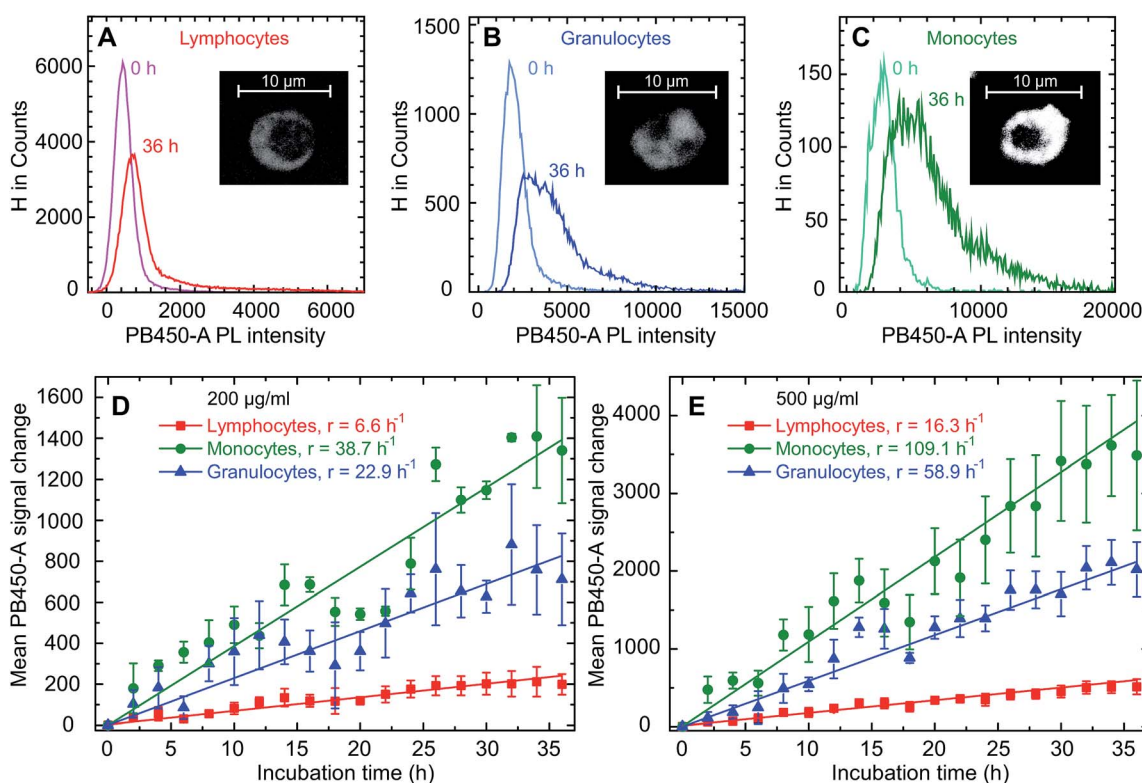 A Lymphocytes
H in Counts
6000
4000
2000
0
0 h
36 h
10 µm
0 2000 4000 6000
PB450-A PL intensity
B Granulocytes
H in Counts
1500
1000
500
0
0 h
36 h
10 µm
0 5000 10000 15000
PB450-A PL intensity
C Monocytes
H in Counts
150
100
50
0
0 h
36 h
10 µm
0 10000 20000
PB450-A PL intensity
D 200 µg/ml
Lymphocytes, r = 6.6 h-1
Monocytes, r = 38.7 h-1
Granulocytes, r = 22.9 h-1
Mean PB450-A signal change
1600
1400
1200
1000
800
600
400
200
0
0 5 10 15 20 25 30 35
Incubation time (h)
E 500 µg/ml
Lymphocytes, r = 16.3 h-1
Monocytes, r = 109.1 h-1
Granulocytes, r = 58.9 h-1
Mean PB450-A signal change
4000
3000
2000
1000
0
0 5 10 15 20 25 30 35
Incubation time (h)